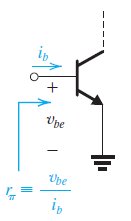 i_b
+
v_be
−
r_π ≡ v_be / i_b